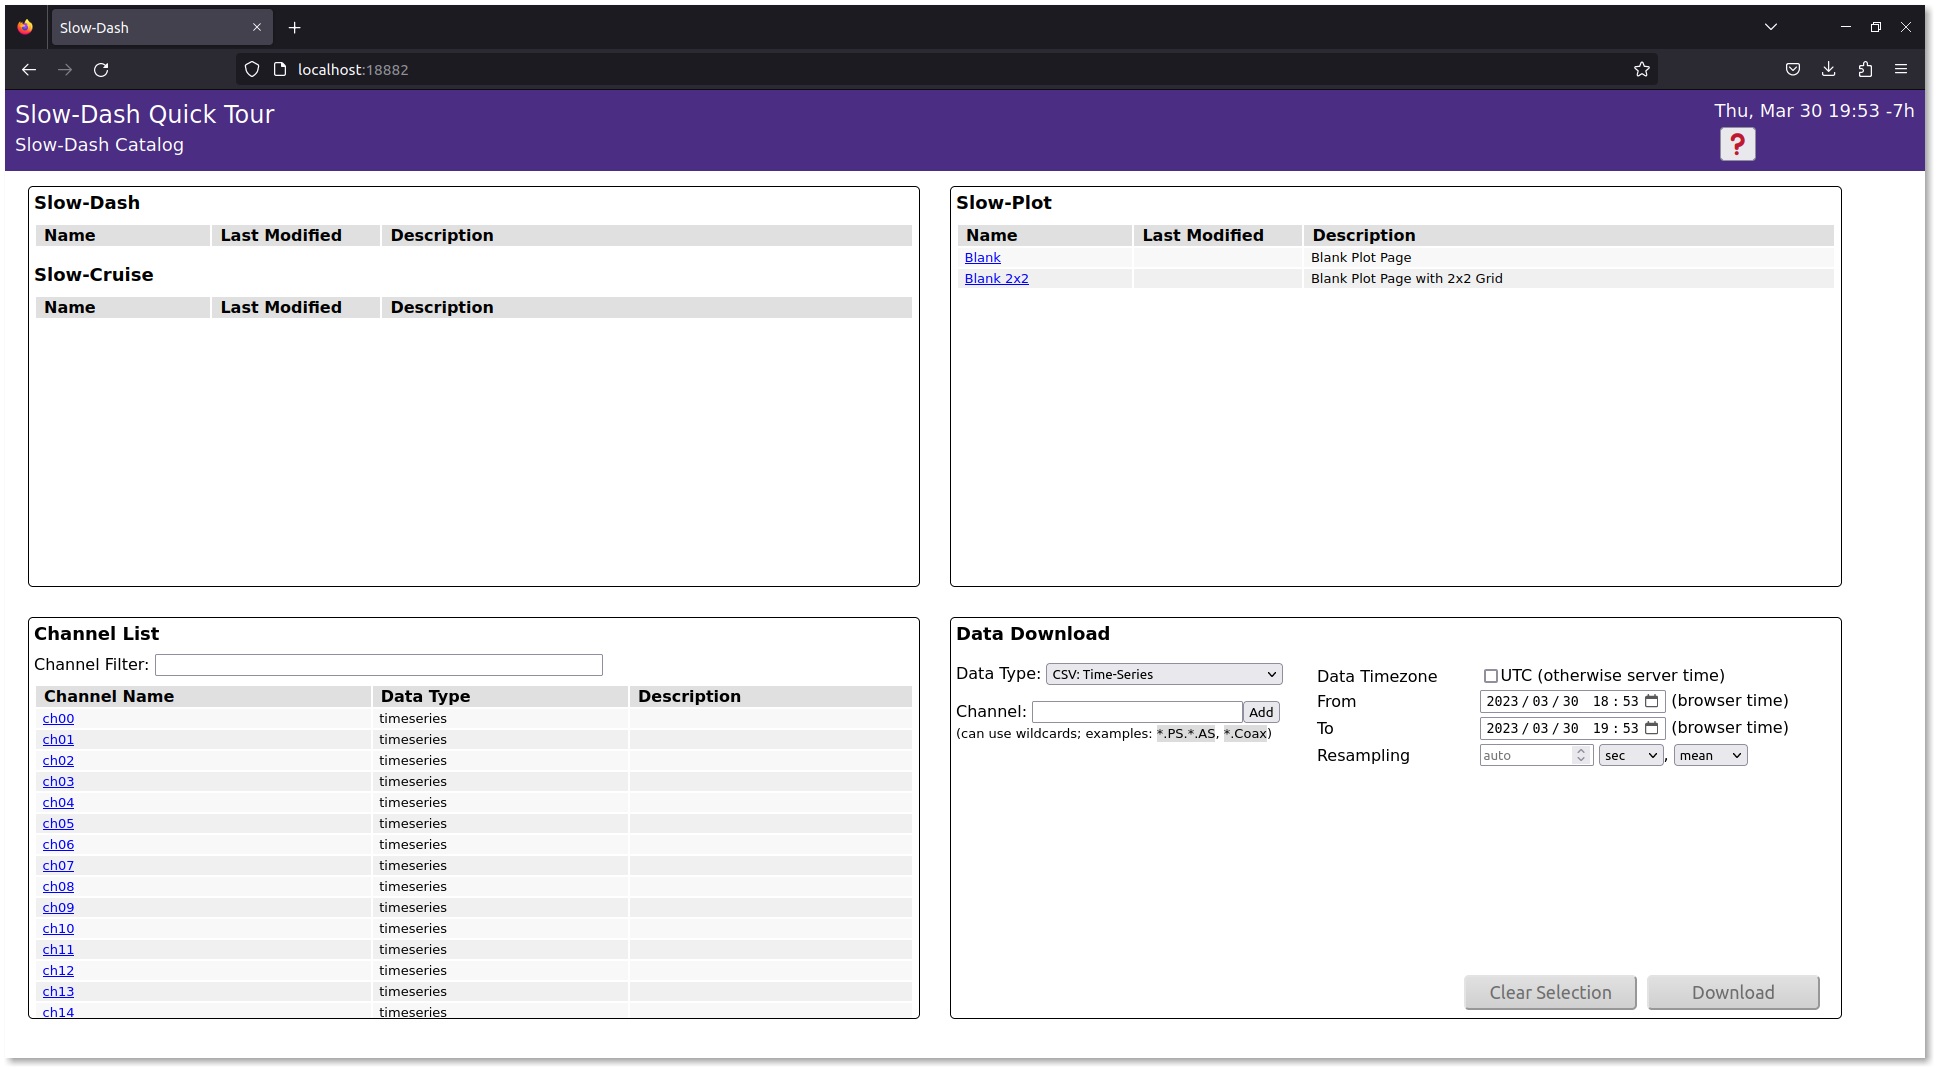 Slow-Dash
localhost:18882
Slow-Dash Quick Tour
Slow-Dash Catalog
Thu, Mar 30 19:53 -7h
?
Slow-Dash
Name Last Modified Description
Slow-Cruise
Name Last Modified Description
Slow-Plot
Name Last Modified Description
Blank Blank Plot Page
Blank 2x2 Blank Plot Page with 2x2 Grid
Channel List
Channel Filter:
Channel Name Data Type Description
ch00 timeseries
ch01 timeseries
ch02 timeseries
ch03 timeseries
ch04 timeseries
ch05 timeseries
ch06 timeseries
ch07 timeseries
ch08 timeseries
ch09 timeseries
ch10 timeseries
ch11 timeseries
ch12 timeseries
ch13 timeseries
ch14 timeseries
Data Download
Data Type: CSV: Time-Series
Channel: Add
(can use wildcards; examples: *.PS.*.AS, *.Coax)
Data Timezone UTC (otherwise server time)
From 2023/03/30 18:53 (browser time)
To 2023/03/30 19:53 (browser time)
Resampling auto sec , mean
Clear Selection Download